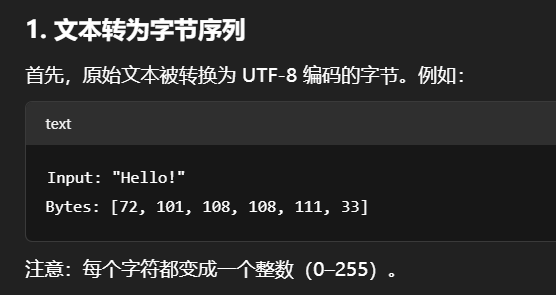 1. 文本转为字节序列
首先，原始文本被转换为 UTF-8 编码的字节。例如：
text
Input: "Hello!"
Bytes: [72, 101, 108, 108, 111, 33]
注意：每个字符都变成一个整数（0–255）。